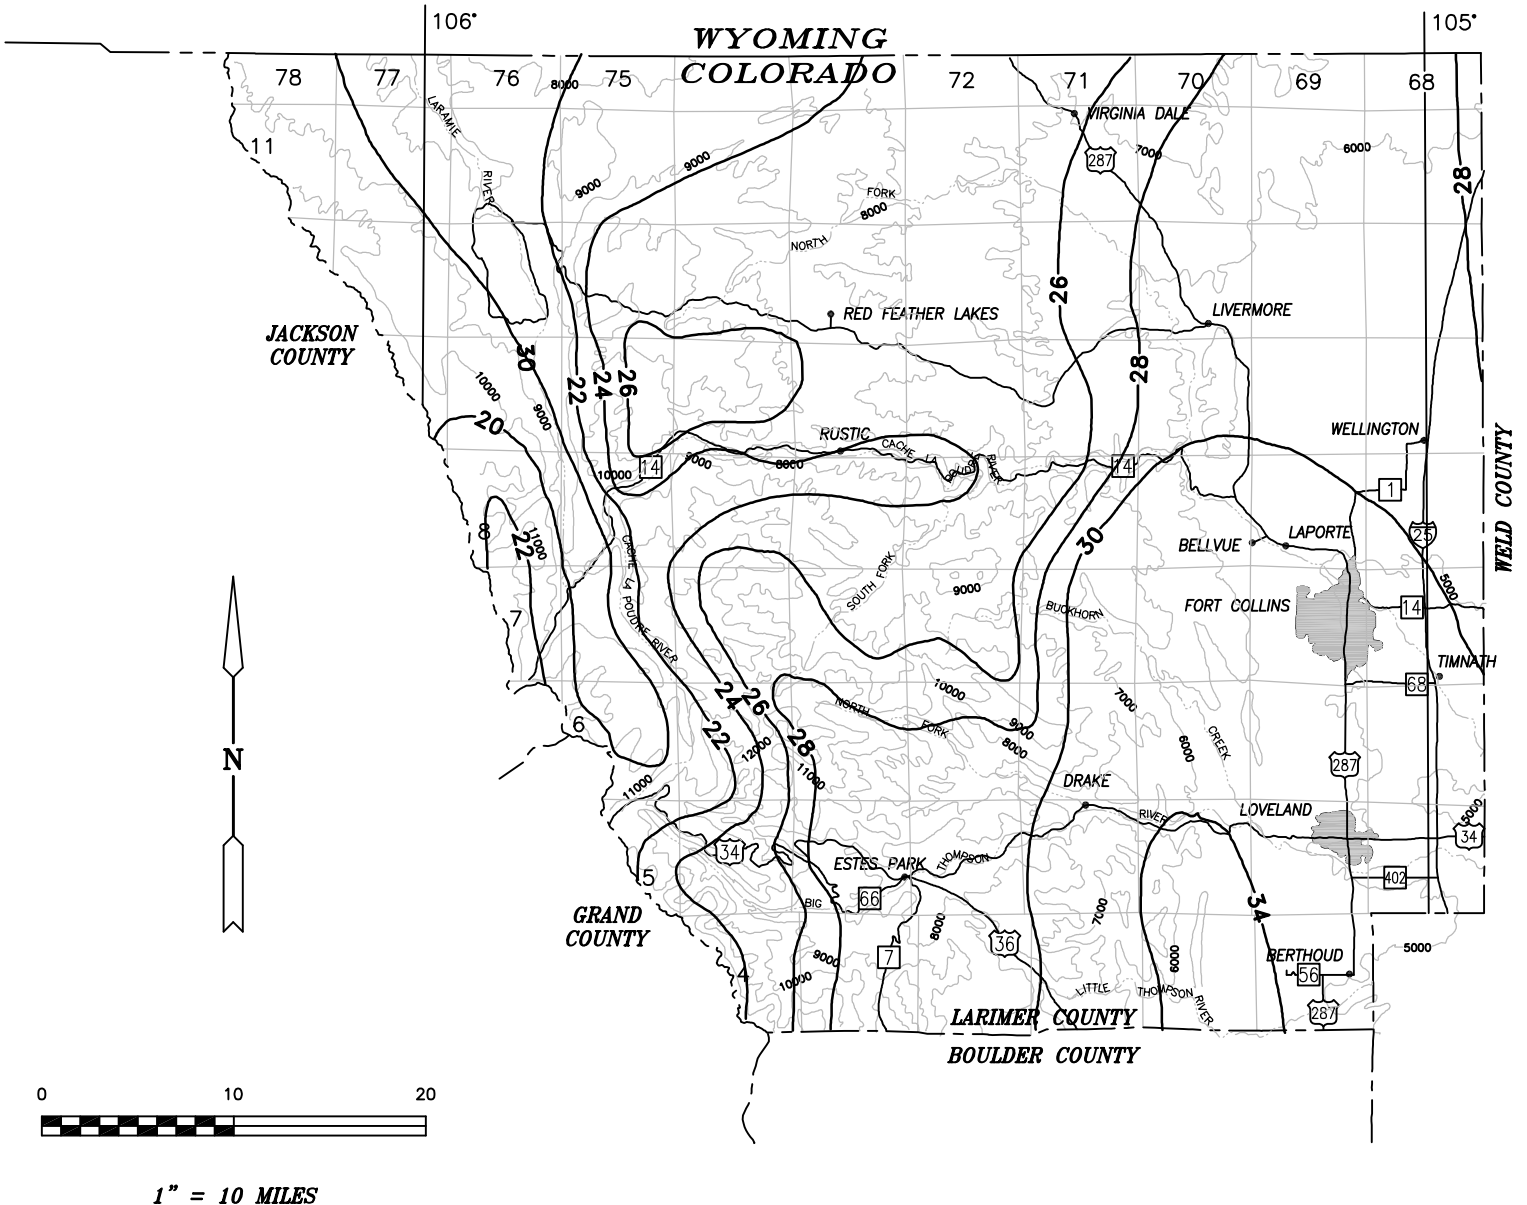 106°
105°
WYOMING
COLORADO
78
77
76
75
72
71
70
69
68
8000
LARAMIE
RIVER
11
9000
9000
FORK
8000
NORTH
VIRGINIA DALE
287
7000
6000
28
26
28
RED FEATHER LAKES
LIVERMORE
JACKSON
COUNTY
30
22
24
26
10000
9000
20
RUSTIC
CACHE LA POUDRE RIVER
WELLINGTON
10000
14
9000
8000
14
1
WELD COUNTY
8
22
11000
30
BELLVUE
LAPORTE
25
CACHE LA POUDRE RIVER
SOUTH FORK
9000
BUCKHORN
FORT COLLINS
14
5000
7
TIMNATH
68
6
24
26
22
28
NORTH
FORK
10000
9000
8000
7000
6000
CREEK
N
12000
11000
11000
287
DRAKE
RIVER
LOVELAND
5000
34
34
ESTES PARK
THOMPSON
402
5
66
BIG
GRAND
COUNTY
8000
7000
34
36
7
9000
10000
4
6000
BERTHOUD
56
5000
LITTLE THOMPSON RIVER
287
LARIMER COUNTY
BOULDER COUNTY
0
10
20
1" = 10 MILES